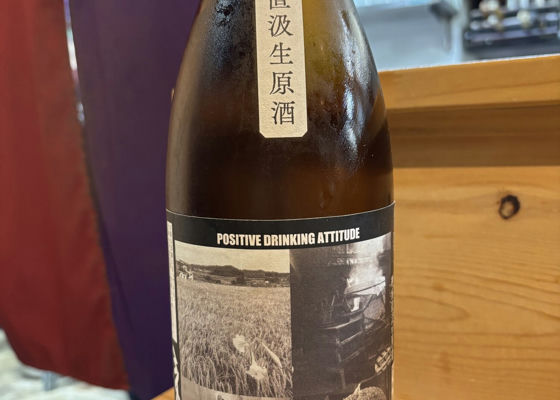 直汲生原酒
POSITIVE DRINKING ATTITUDE